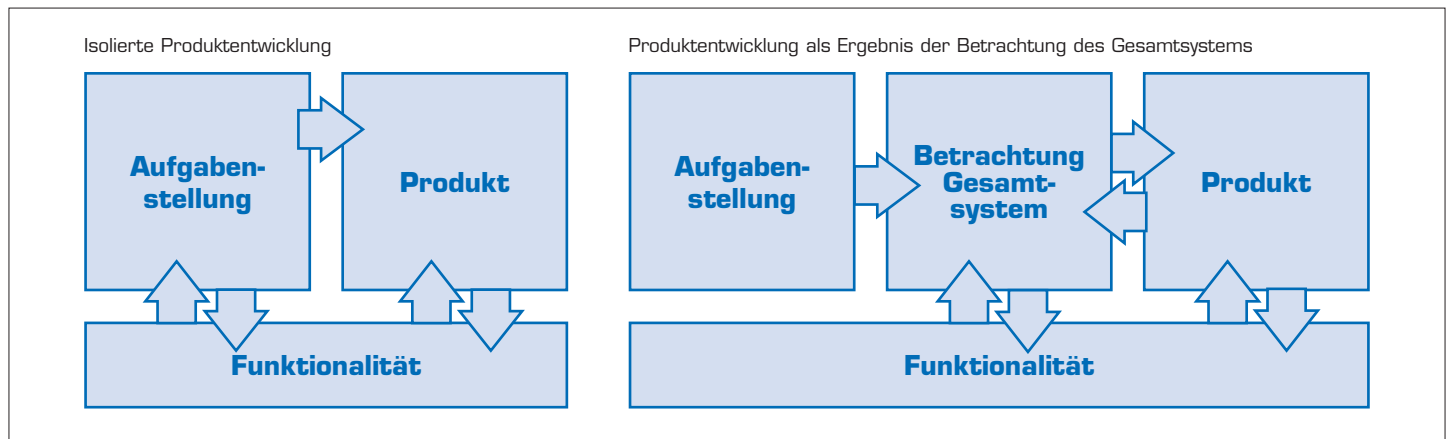 Isolierte Produktentwicklung
Aufgaben-
stellung
Produkt
Funktionalität
Produktentwicklung als Ergebnis der Betrachtung des Gesamtsystems
Aufgaben-
stellung
Betrachtung
Gesamt-
system
Produkt
Funktionalität